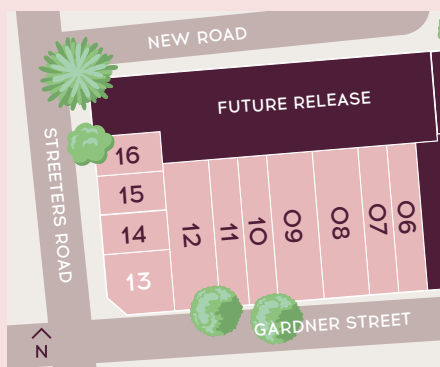 NEW ROAD
FUTURE RELEASE
STREETERS ROAD
16
15
14
13
12
11
10
09
08
07
06
GARDNER STREET
N